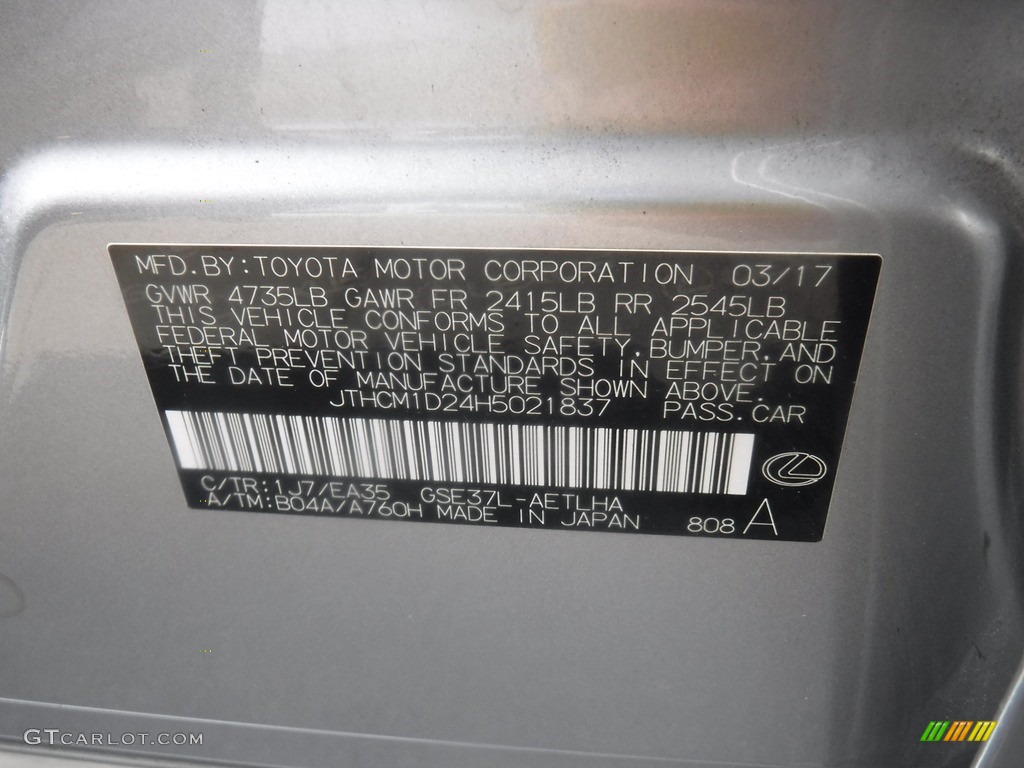 MFD.BY:TOYOTA MOTOR CORPORATION 03/17
GVWR 4735LB GAWR FR 2415LB RR 2545LB
THIS VEHICLE CONFORMS TO ALL APPLICABLE
FEDERAL MOTOR VEHICLE SAFETY,BUMPER,AND
THEFT PREVENTION STANDARDS IN EFFECT ON
THE DATE OF MANUFACTURE SHOWN ABOVE.
JTHCM1D24H5021837 PASS.CAR
C/TR:1J7/EA35 GSE37L-AETLHA
A/TM:B04A/A760H MADE IN JAPAN 808 A
GTCARLOT.COM